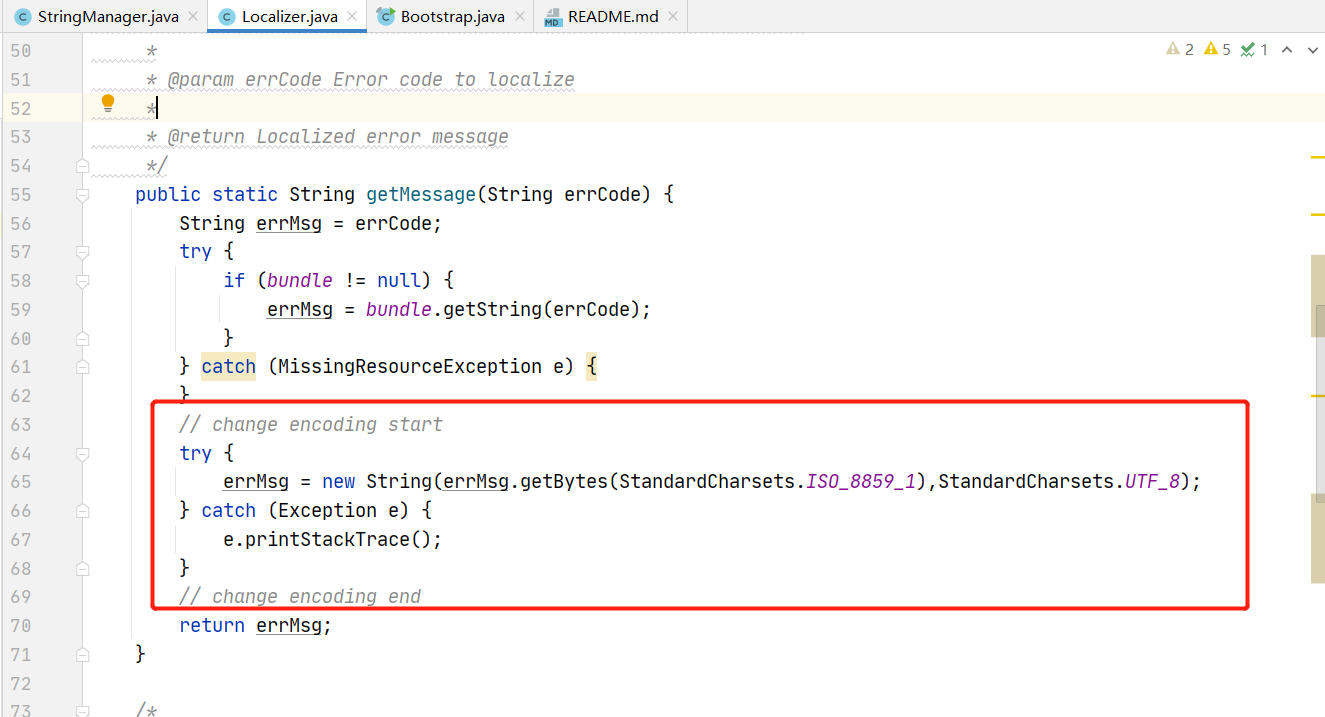 StringManager.java Localizer.java Bootstrap.java MD README.md
50 * 2 5 1
51 * @param errCode Error code to localize
52 *
53 * @return Localized error message
54 */
55 public static String getMessage(String errCode) {
56 String errMsg = errCode;
57 try {
58 if (bundle != null) {
59 errMsg = bundle.getString(errCode);
60 }
61 } catch (MissingResourceException e) {
62 }
63 // change encoding start
64 try {
65 errMsg = new String(errMsg.getBytes(StandardCharsets.ISO_8859_1),StandardCharsets.UTF_8);
66 } catch (Exception e) {
67 e.printStackTrace();
68 }
69 // change encoding end
70 return errMsg;
71 }
72
73 /*